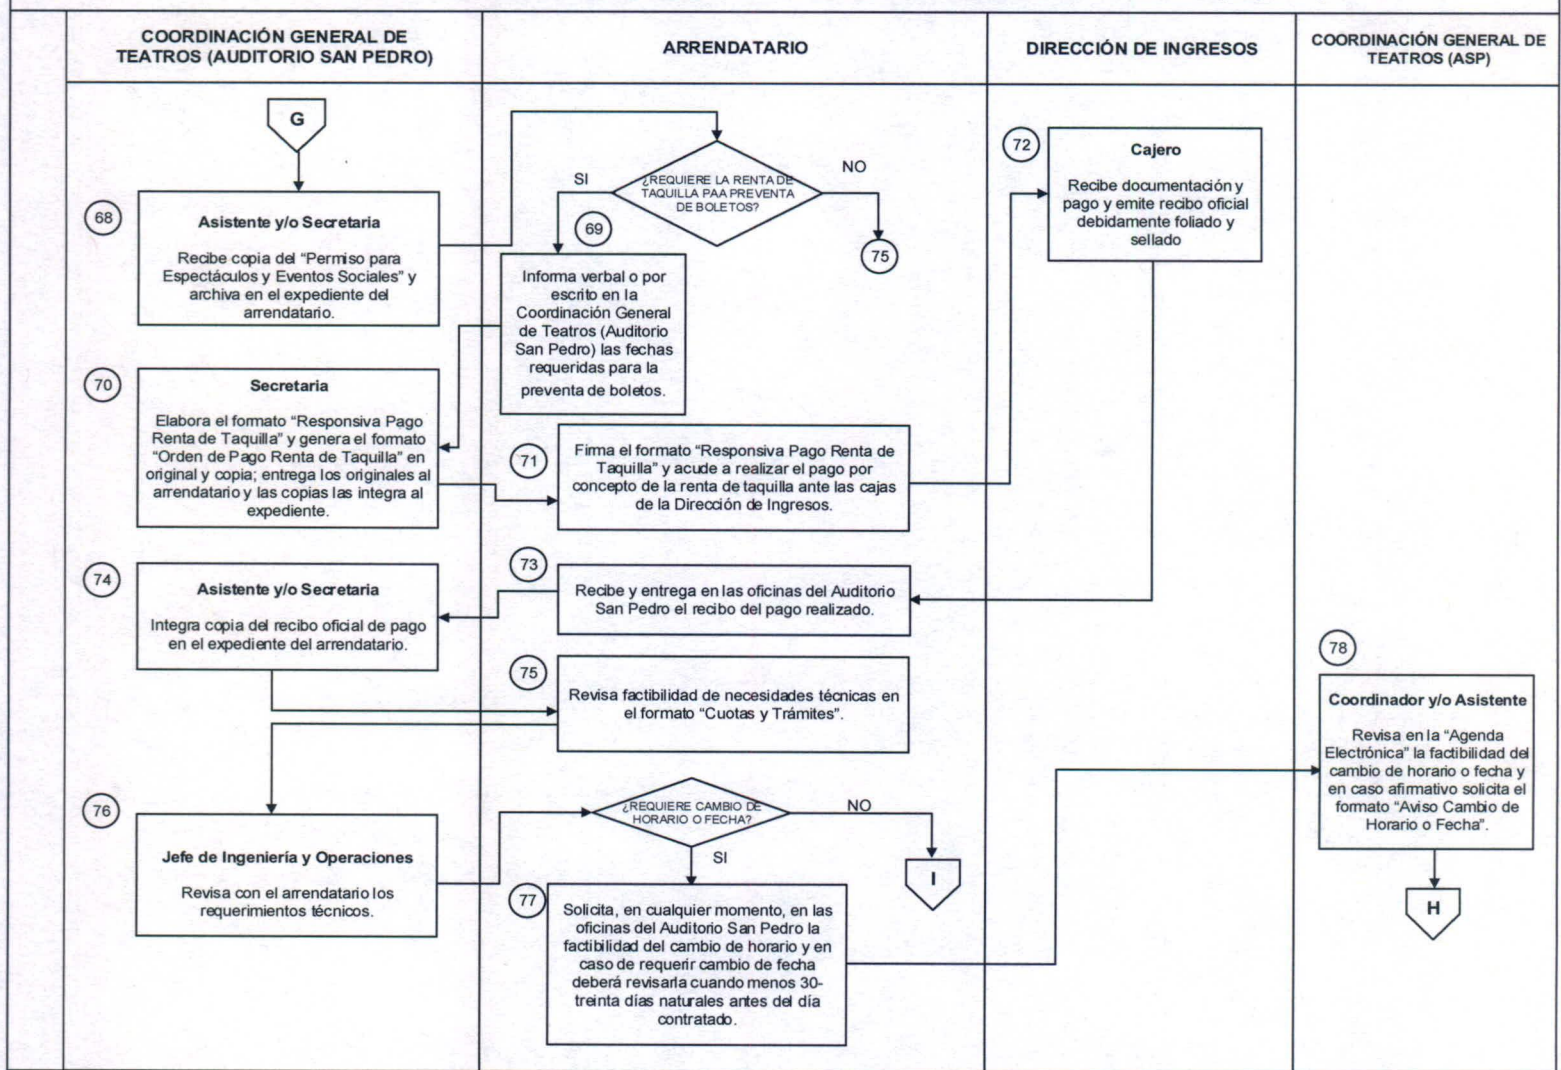 COORDINACIÓN GENERAL DE
TEATROS (AUDITORIO SAN PEDRO)
ARRENDATARIO
DIRECCIÓN DE INGRESOS
COORDINACIÓN GENERAL DE
TEATROS (ASP)
G
68
Asistente y/o Secretaria
Recibe copia del “Permiso para
Espectáculos y Eventos Sociales” y
archiva en el expediente del
arrendatario.
¿REQUIERE LA RENTA DE
TAQUILLA PAA PREVENTA
DE BOLETOS?
SI
NO
75
69
Informa verbal o por
escrito en la
Coordinación General
de Teatros (Auditorio
San Pedro) las fechas
requeridas para la
preventa de boletos.
70
Secretaria
Elabora el formato “Responsiva Pago
Renta de Taquilla” y genera el formato
“Orden de Pago Renta de Taquilla” en
original y copia; entrega los originales al
arrendatario y las copias las integra al
expediente.
71
Firma el formato “Responsiva Pago Renta de
Taquilla” y acude a realizar el pago por
concepto de la renta de taquilla ante las cajas
de la Dirección de Ingresos.
72
Cajero
Recibe documentación y
pago y emite recibo oficial
debidamente foliado y
sellado
73
Recibe y entrega en las oficinas del Auditorio
San Pedro el recibo del pago realizado.
74
Asistente y/o Secretaria
Integra copia del recibo oficial de pago
en el expediente del arrendatario.
75
Revisa factibilidad de necesidades técnicas en
el formato “Cuotas y Trámites”.
76
Jefe de Ingeniería y Operaciones
Revisa con el arrendatario los
requerimientos técnicos.
¿REQUIERE CAMBIO DE
HORARIO O FECHA?
NO
SI
I
77
Solicita, en cualquier momento, en las
oficinas del Auditorio San Pedro la
factibilidad del cambio de horario y en
caso de requerir cambio de fecha
deberá revisarla cuando menos 30-
treinta días naturales antes del día
contratado.
78
Coordinador y/o Asistente
Revisa en la “Agenda
Electrónica” la factibilidad del
cambio de horario o fecha y
en caso afirmativo solicita el
formato “Aviso Cambio de
Horario o Fecha”.
H